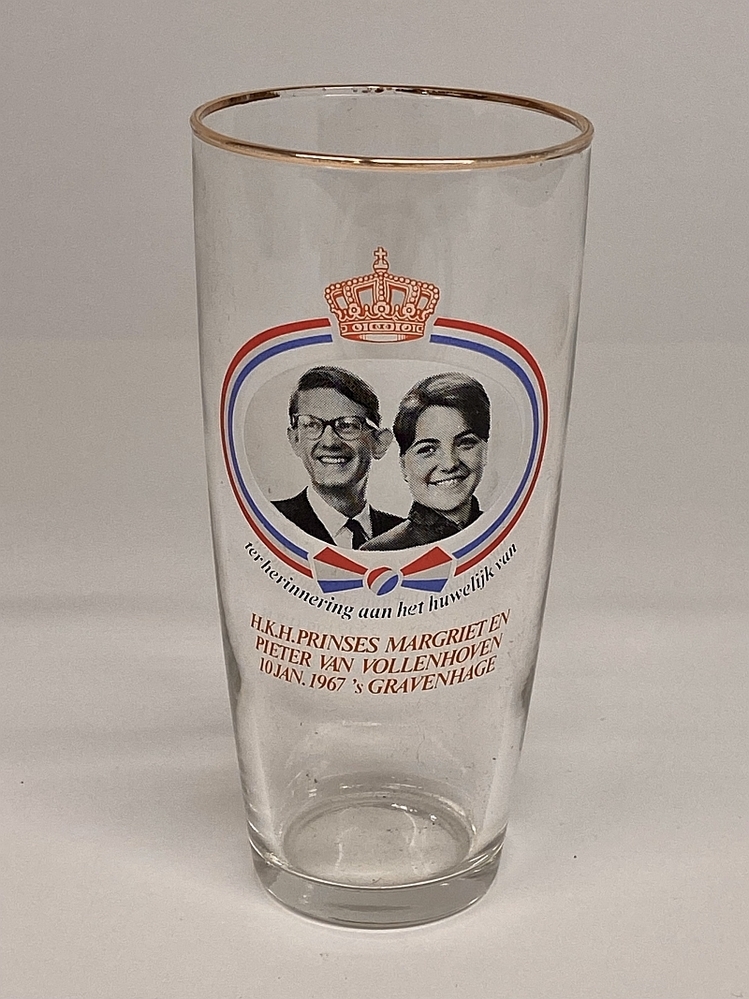 ter herinnering aan het huwelijk van
H.K.H. PRINSES MARGRIET EN
PIETER VAN VOLLENHOVEN
10 JAN. 1967 's GRAVENHAGE